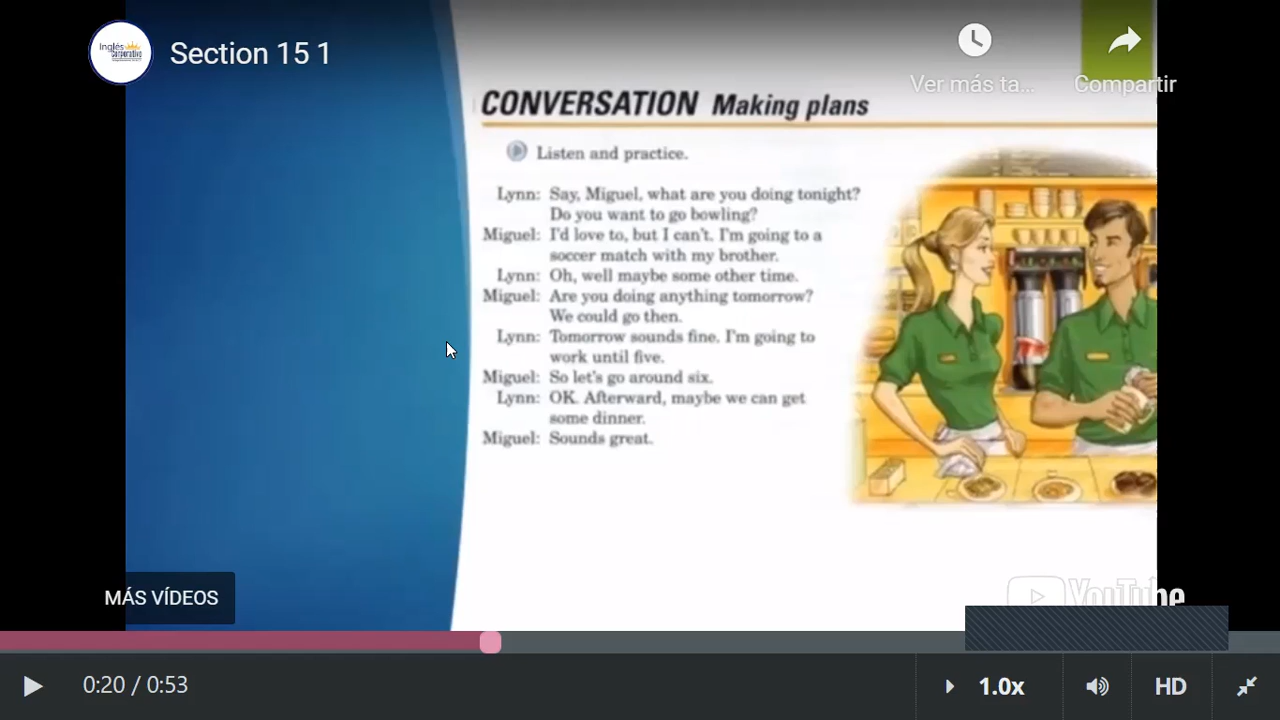 Inglés
corporativo
Section 15 1
Ver más ta...
Compartir
CONVERSATION Making plans
Listen and practice.
Lynn: Say, Miguel, what are you doing tonight?
Do you want to go bowling?
Miguel: I'd love to, but I can't. I'm going to a
soccer match with my brother.
Lynn: Oh, well maybe some other time.
Miguel: Are you doing anything tomorrow?
We could go then.
Lynn: Tomorrow sounds fine. I'm going to
work until five.
Miguel: So let's go around six.
Lynn: OK. Afterward, maybe we can get
some dinner.
Miguel: Sounds great.
MÁS VÍDEOS
YouTube
0:20 / 0:53
1.0x
HD